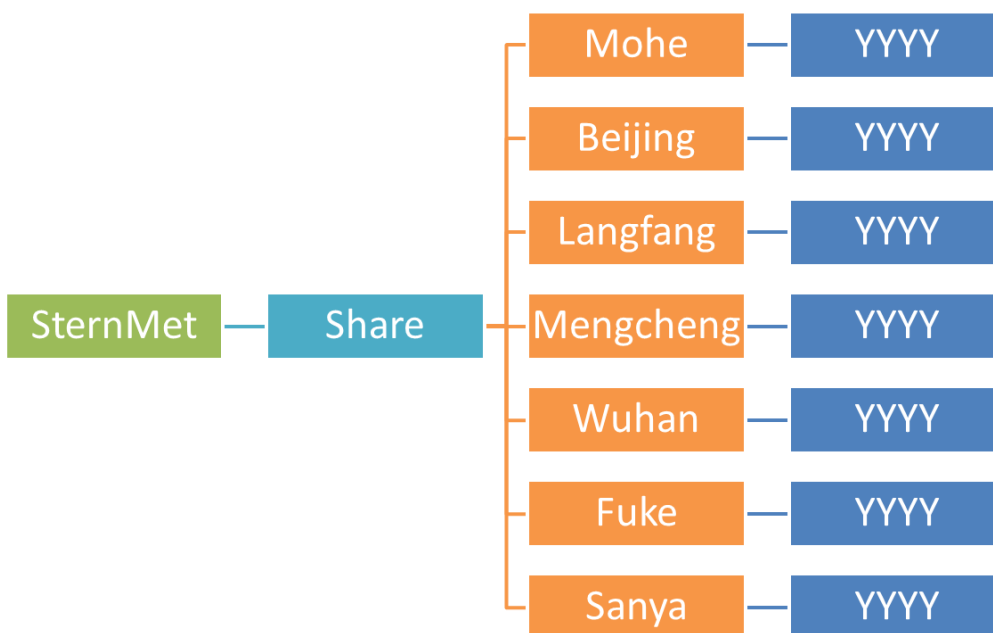 Mohe YYYY
Beijing YYYY
Langfang YYYY
SternMet Share Mengcheng YYYY
Wuhan YYYY
Fuke YYYY
Sanya YYYY